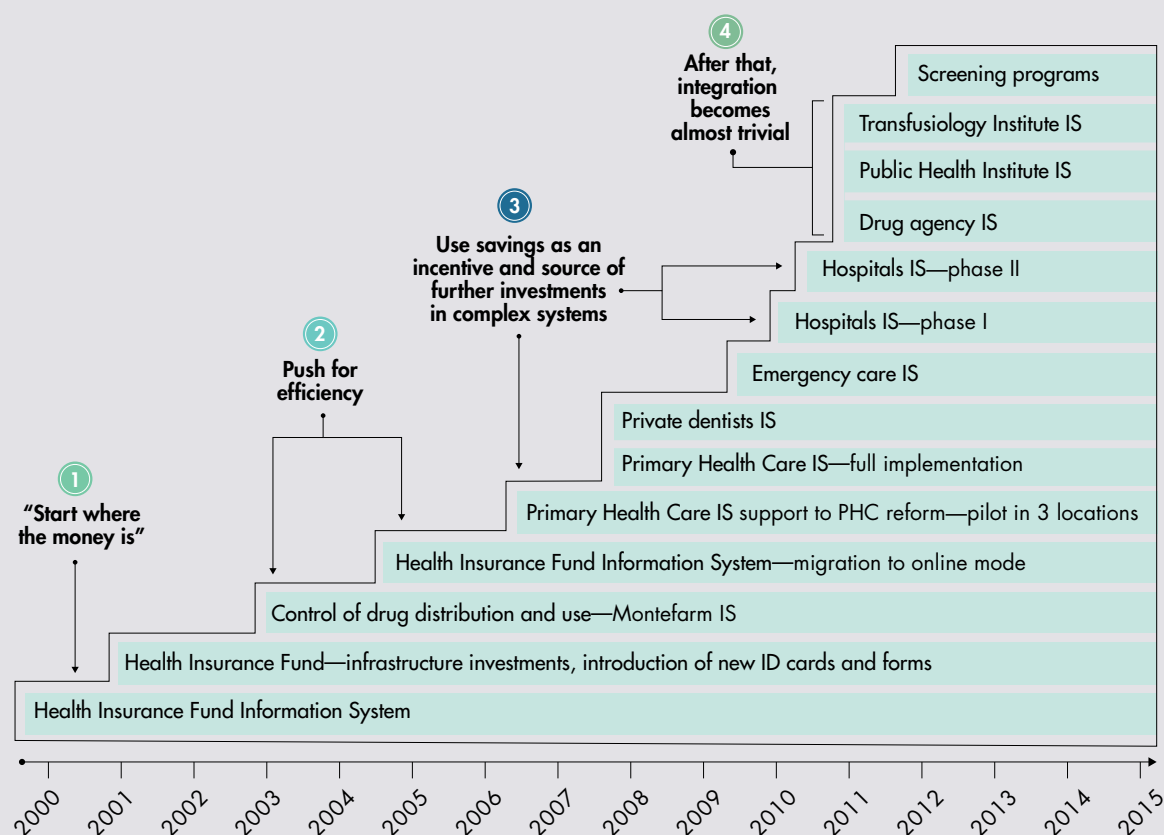 4
After that,
integration
becomes
almost trivial
Screening programs
Transfusiology Institute IS
Public Health Institute IS
Drug agency IS
3
Use savings as an
incentive and source of
further investments
in complex systems
Hospitals IS—phase II
Hospitals IS—phase I
2
Push for
efficiency
Emergency care IS
Private dentists IS
Primary Health Care IS—full implementation
1
“Start where
the money is”
Primary Health Care IS support to PHC reform—pilot in 3 locations
Health Insurance Fund Information System—migration to online mode
Control of drug distribution and use—Montefarm IS
Health Insurance Fund—infrastructure investments, introduction of new ID cards and forms
Health Insurance Fund Information System
2000 2001 2002 2003 2004 2005 2006 2007 2008 2009 2010 2011 2012 2013 2014 2015